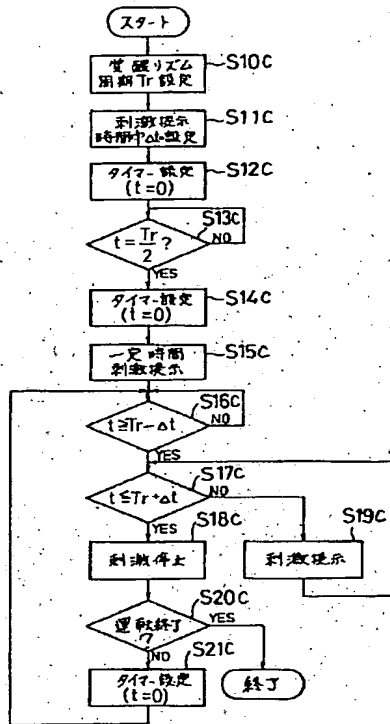 スタート
覚醒リズム
周期Tr設定
S10C
刺激提示
時間巾Δt設定
S11C
タイマー設定
(t=0)
S12C
t=Tr/2?
S13C
NO
YES
タイマー設定
(t=0)
S14C
一定時間
刺激提示
S15C
t≧Tr-Δt
S16C
NO
YES
t≦Tr+Δt
S17C
NO
YES
刺激停止
S18C
刺激提示
S19C
運転終了
?
S20C
YES
NO
タイマー設定
(t=0)
S21C
終了